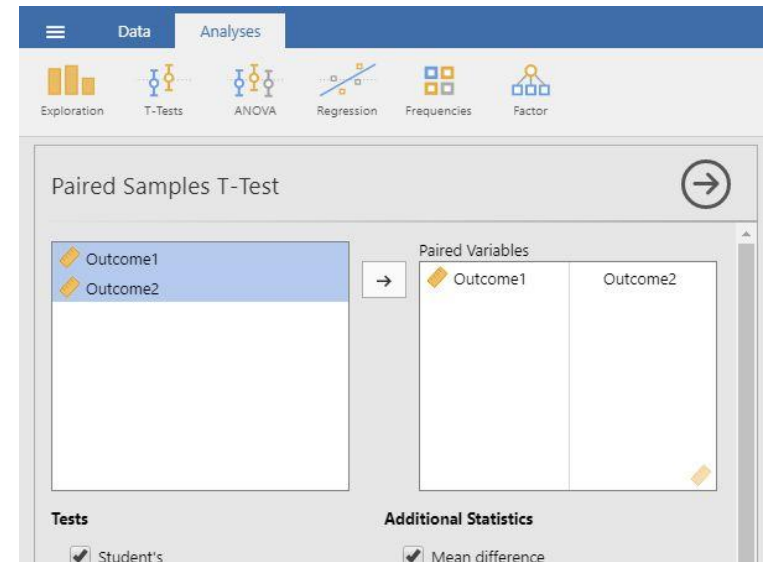 Data Analyses
Exploration T-Tests ANOVA Regression Frequencies Factor
Paired Samples T-Test
Outcome1
Outcome2
Paired Variables
Outcome1 Outcome2
Tests
Student's
Additional Statistics
Mean difference